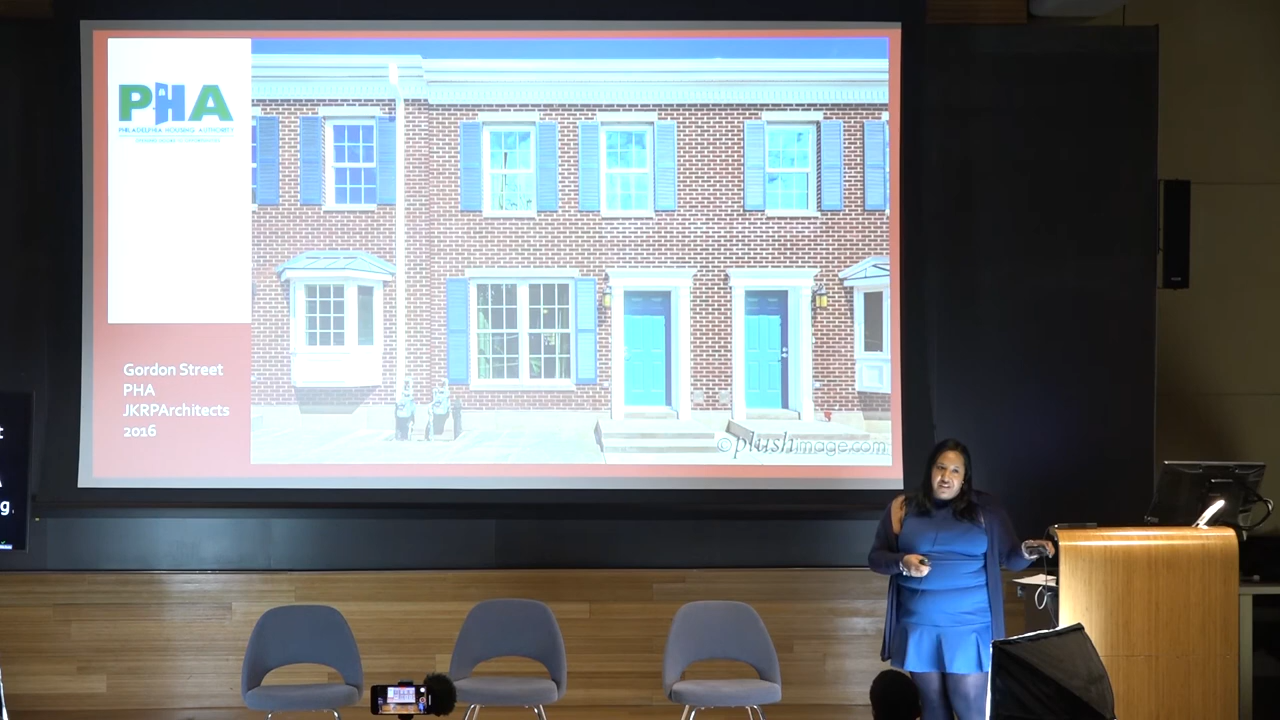 PHA
PHILADELPHIA HOUSING AUTHORITY
Gordon Street
PHA
JKRPArchitects
2016
©plushimage.com
g.